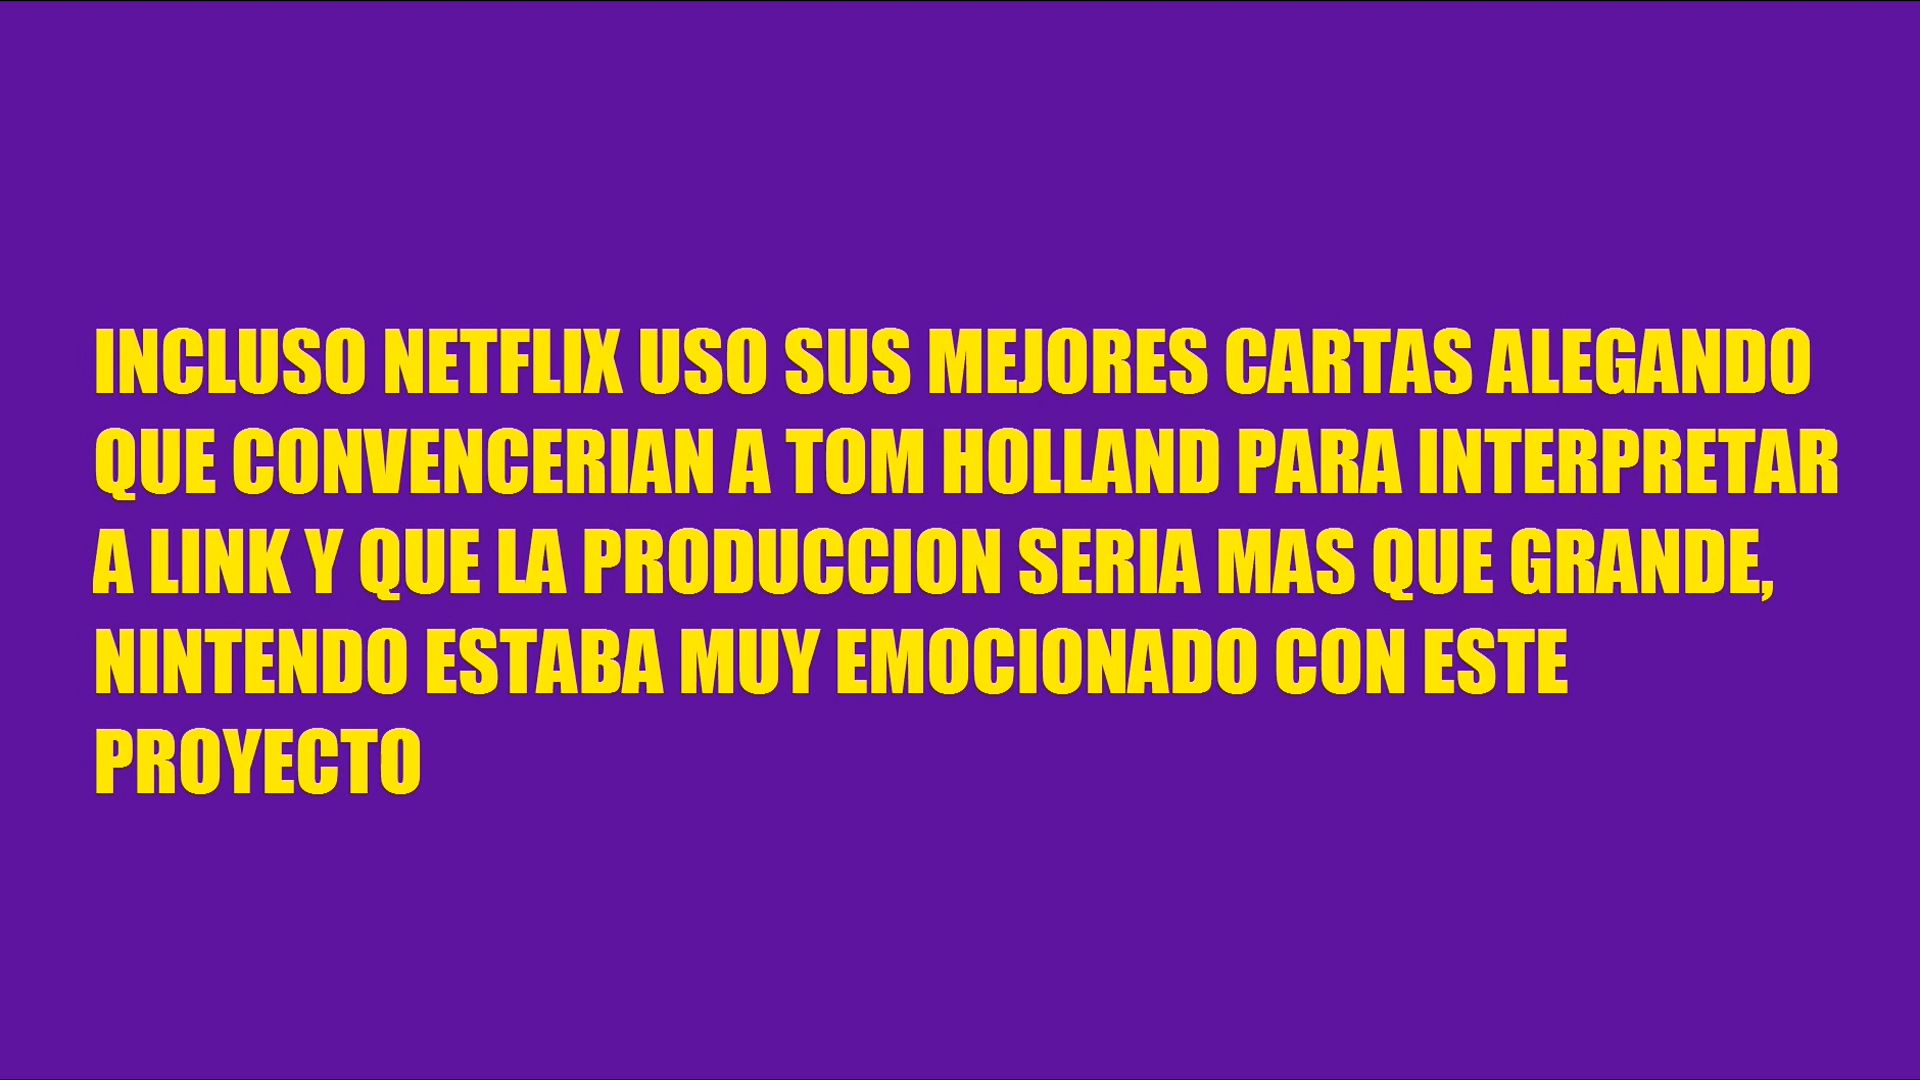 INCLUSO NETFLIX USO SUS MEJORES CARTAS ALEGANDO
QUE CONVENCERIAN A TOM HOLLAND PARA INTERPRETAR
A LINK Y QUE LA PRODUCCION SERIA MAS QUE GRANDE,
NINTENDO ESTABA MUY EMOCIONADO CON ESTE
PROYECTO